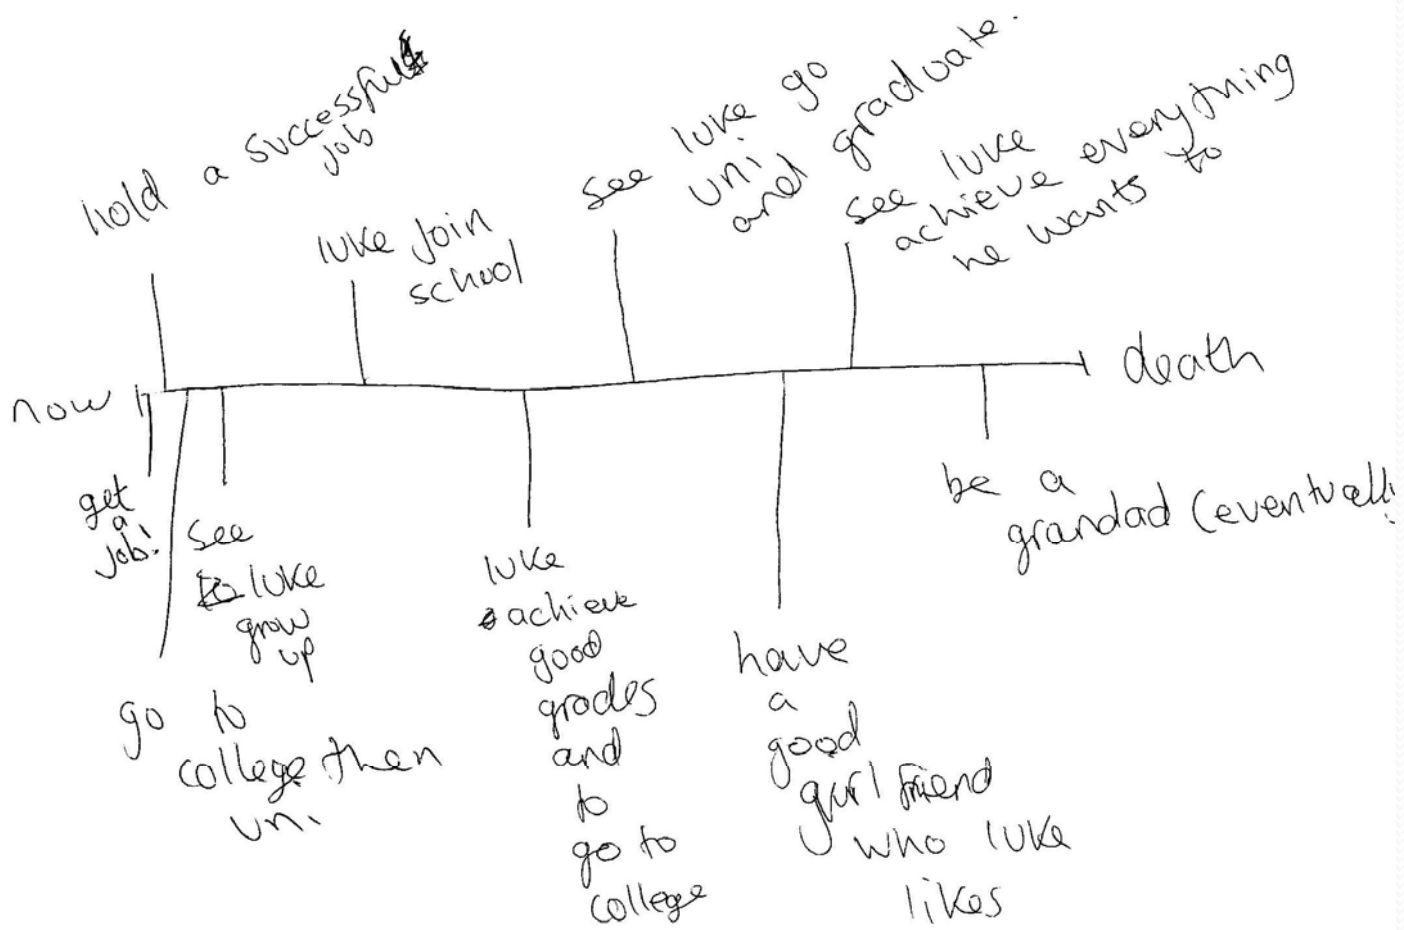 hold a successful
job
luke join
school
see luke go
uni
and graduate.
see luke
achieve everything
he wants to
now
death
get
a
job!
see
luke
grow
up
go to
college then
uni
luke
achieve
good
grades
and
to
go to
college
have
a
good
gurl friend
who luke
likes
be a
grandad (eventually